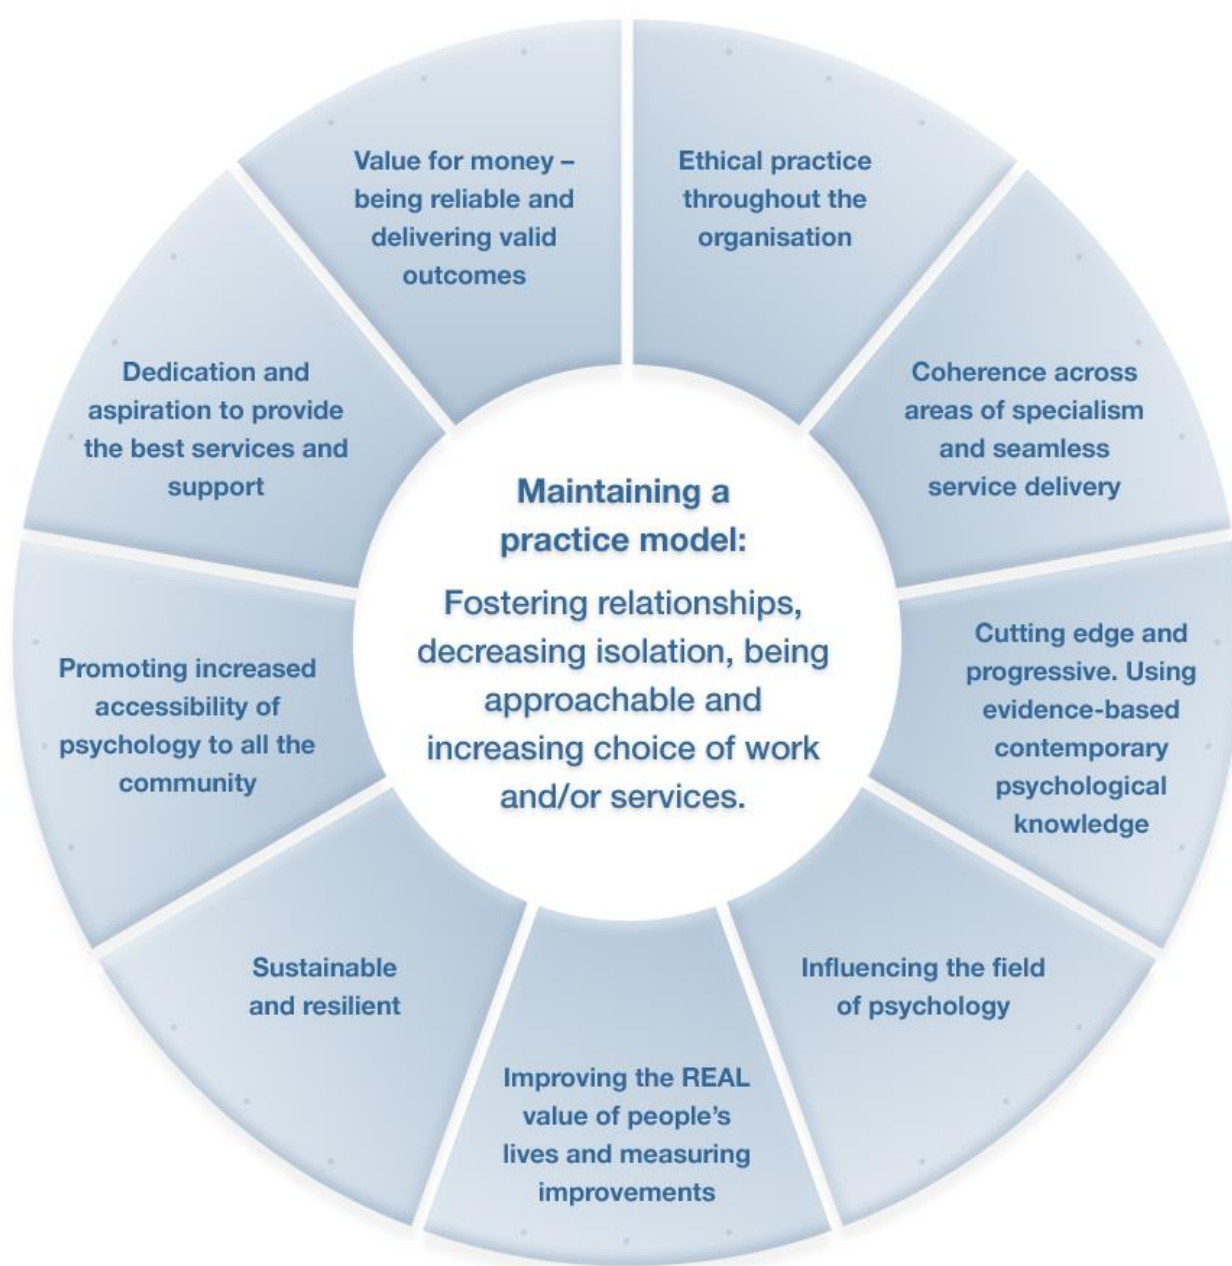 Value for money –
being reliable and
delivering valid
outcomes
Ethical practice
throughout the
organisation
Coherence across
areas of specialism
and seamless
service delivery
Cutting edge and
progressive. Using
evidence-based
contemporary
psychological
knowledge
Influencing the field
of psychology
Improving the REAL
value of people’s
lives and measuring
improvements
Sustainable
and resilient
Promoting increased
accessibility of
psychology to all the
community
Dedication and
aspiration to provide
the best services and
support
Maintaining a
practice model:
Fostering relationships,
decreasing isolation, being
approachable and
increasing choice of work
and/or services.